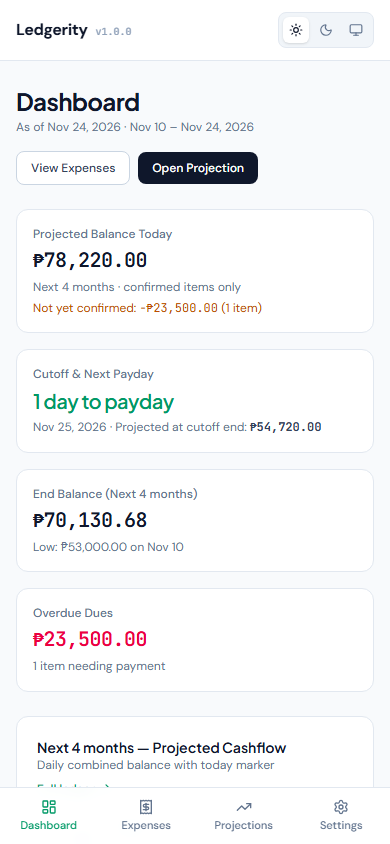 Ledgerity v1.0.0
Dashboard
As of Nov 24, 2026 · Nov 10 – Nov 24, 2026
View Expenses
Open Projection
Projected Balance Today
₱78,220.00
Next 4 months · confirmed items only
Not yet confirmed: -₱23,500.00 (1 item)
Cutoff & Next Payday
1 day to payday
Nov 25, 2026 · Projected at cutoff end: ₱54,720.00
End Balance (Next 4 months)
₱70,130.68
Low: ₱53,000.00 on Nov 10
Overdue Dues
₱23,500.00
1 item needing payment
Next 4 months — Projected Cashflow
Daily combined balance with today marker
Dashboard
Expenses
Projections
Settings